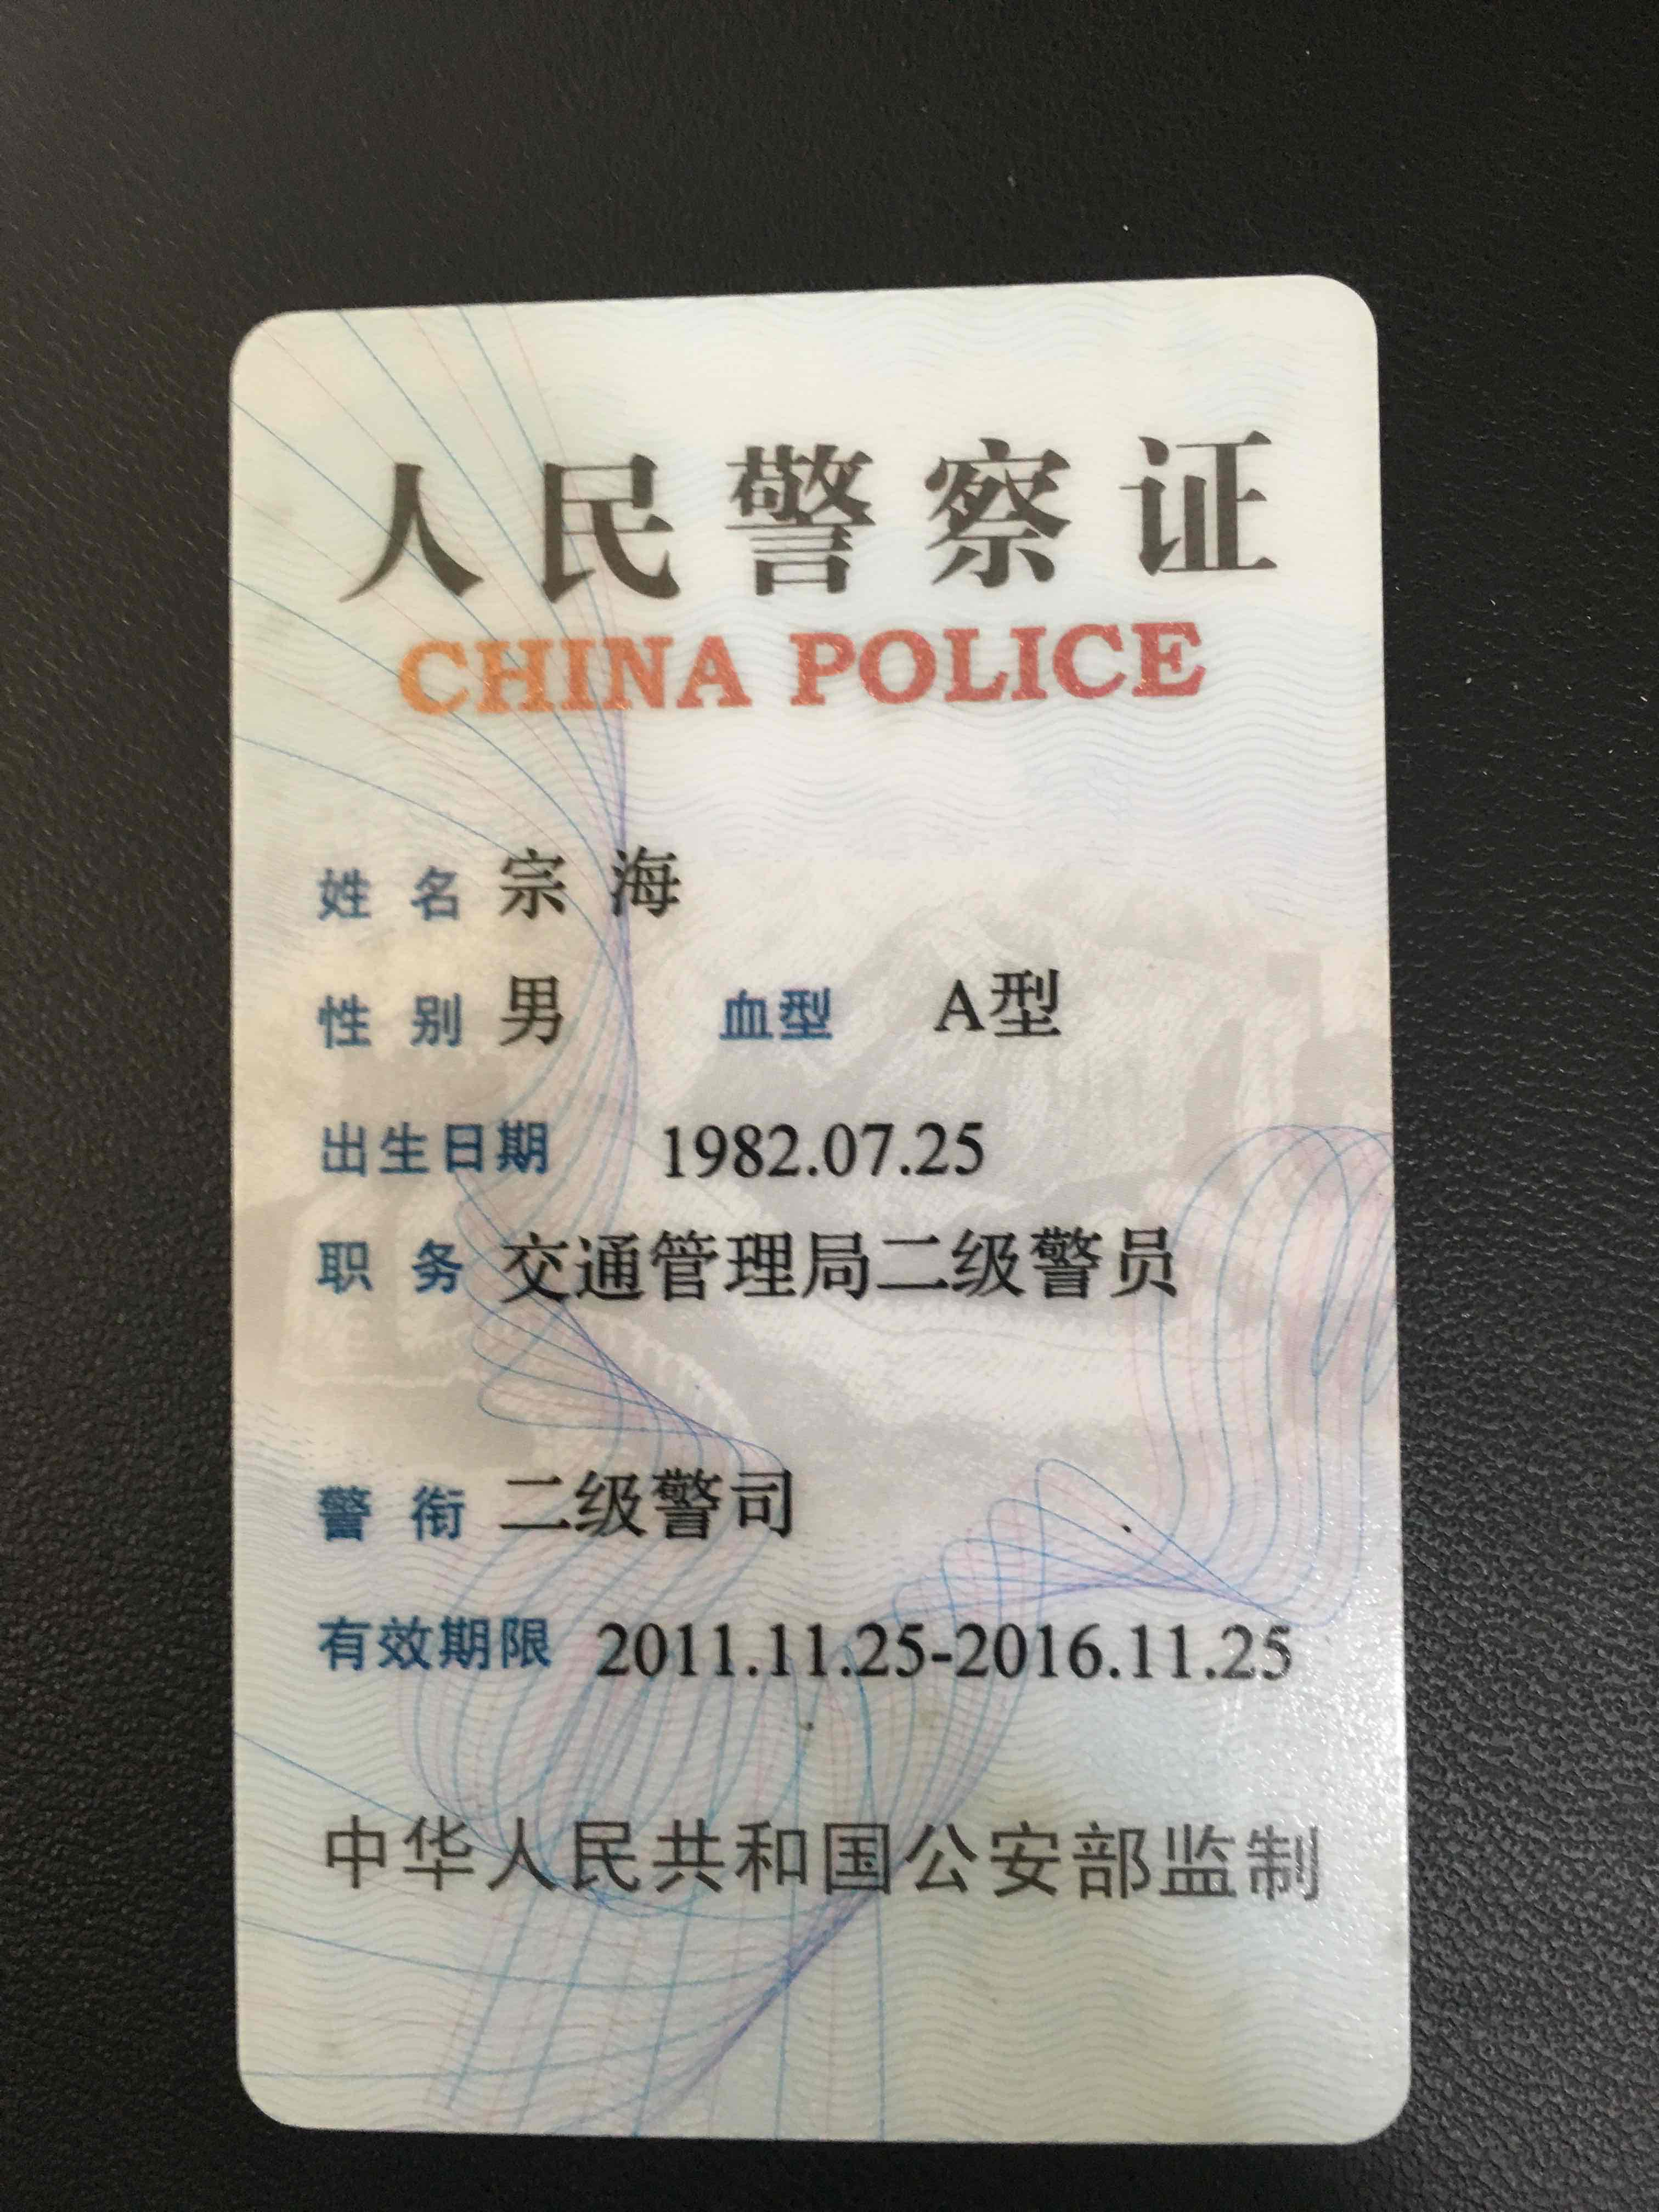 人民警察证
CHINA POLICE
姓名 宗海
性别 男 血型 A型
出生日期 1982.07.25
职务 交通管理局二级警员
警衔 二级警司
有效期限 2011.11.25-2016.11.25
中华人民共和国公安部监制